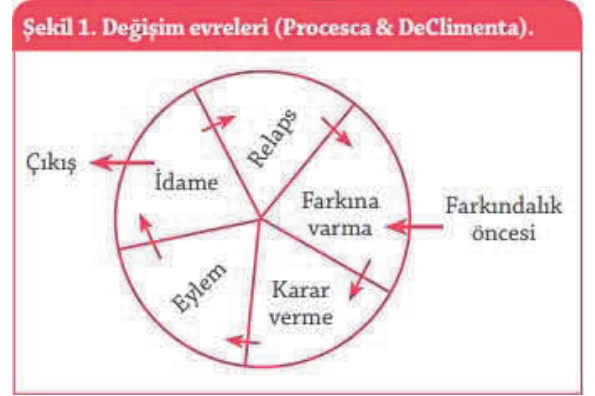 Şekil 1. Değişim evreleri (Procesca & DeClimenta).
Relaps
Çıkış
İdame
Farkına
varma
Farkındalık
öncesi
Eylem
Karar
verme